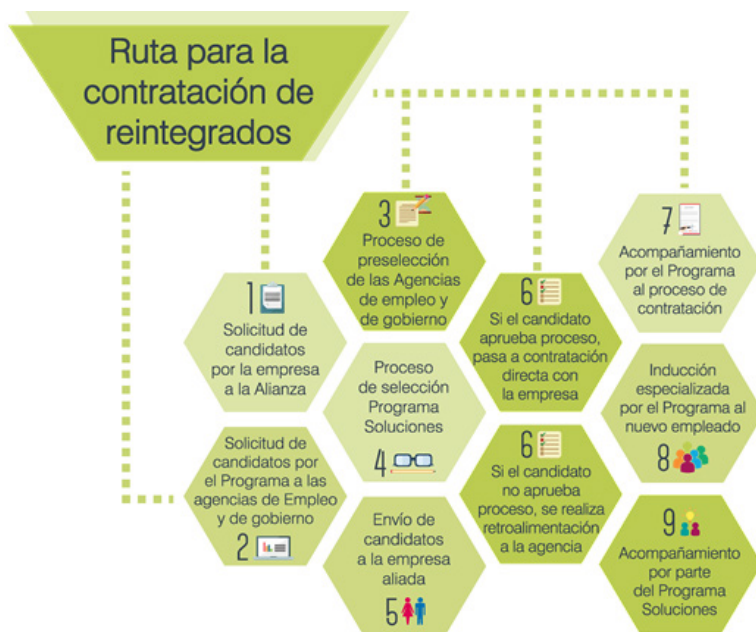 Ruta para la
contratación de
reintegrados
1
Solicitud de
candidatos
por la empresa
a la Alianza
Solicitud de
candidatos por
el Programa a las
agencias de Empleo
y de gobierno
2
3
Proceso de
preselección
de las Agencias
de empleo y
de gobierno
Proceso
de selección
Programa
Soluciones
4
Envío de
candidatos
a la empresa
aliada
5
6
Si el candidato
aprueba proceso,
pasa a contratación
directa con
la empresa
6
Si el candidato
no aprueba
proceso, se realiza
retroalimentación
a la agencia
7
Acompañamiento
por el Programa
al proceso de
contratación
Inducción
especializada
por el Programa al
nuevo empleado
8
9
Acompañamiento
por parte
del Programa
Soluciones